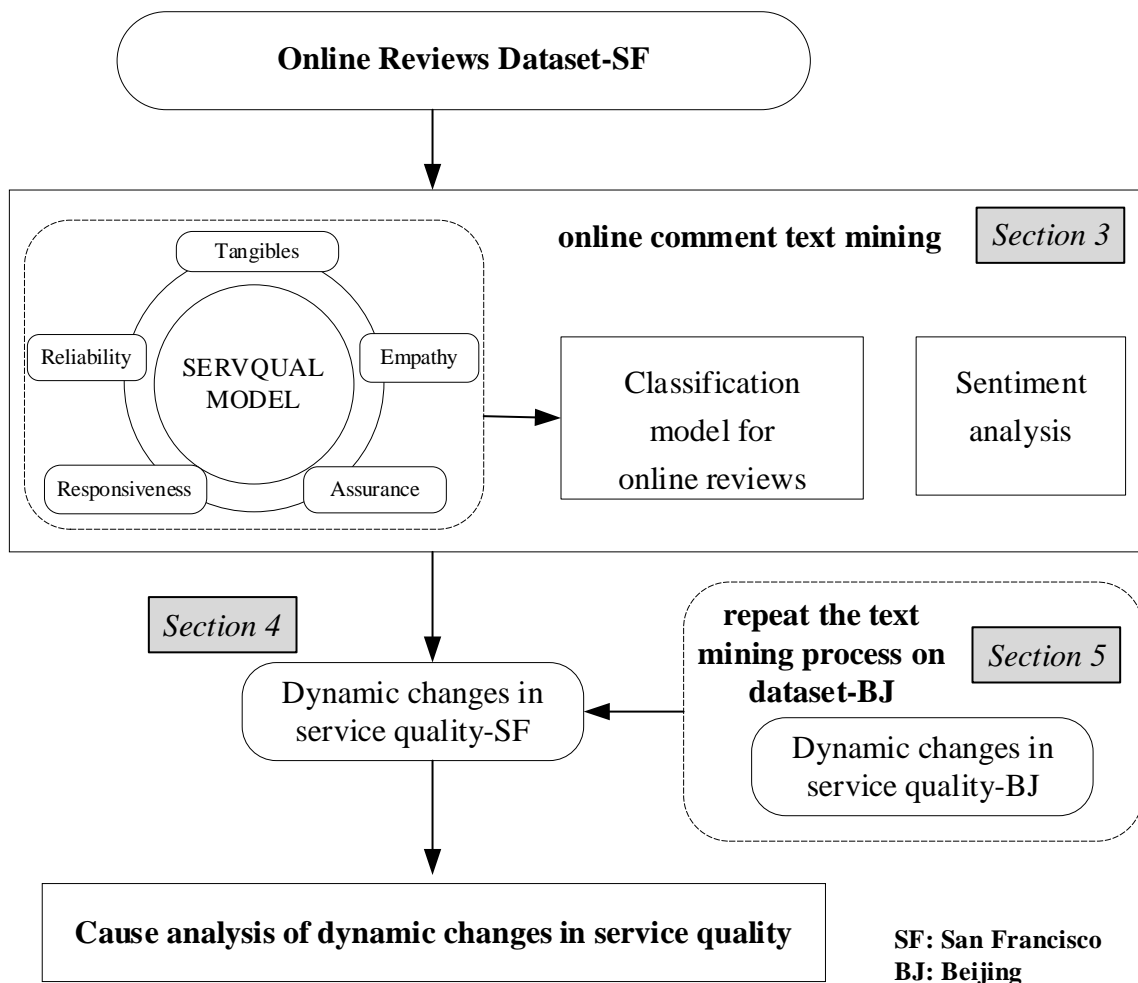 Online Reviews Dataset-SF
online comment text mining
Section 3
Tangibles
Reliability
Empathy
SERVQUAL
MODEL
Responsiveness
Assurance
Classification
model for
online reviews
Sentiment
analysis
Section 4
repeat the text
mining process on
dataset-BJ
Section 5
Dynamic changes in
service quality-SF
Dynamic changes in
service quality-BJ
Cause analysis of dynamic changes in service quality
SF: San Francisco
BJ: Beijing